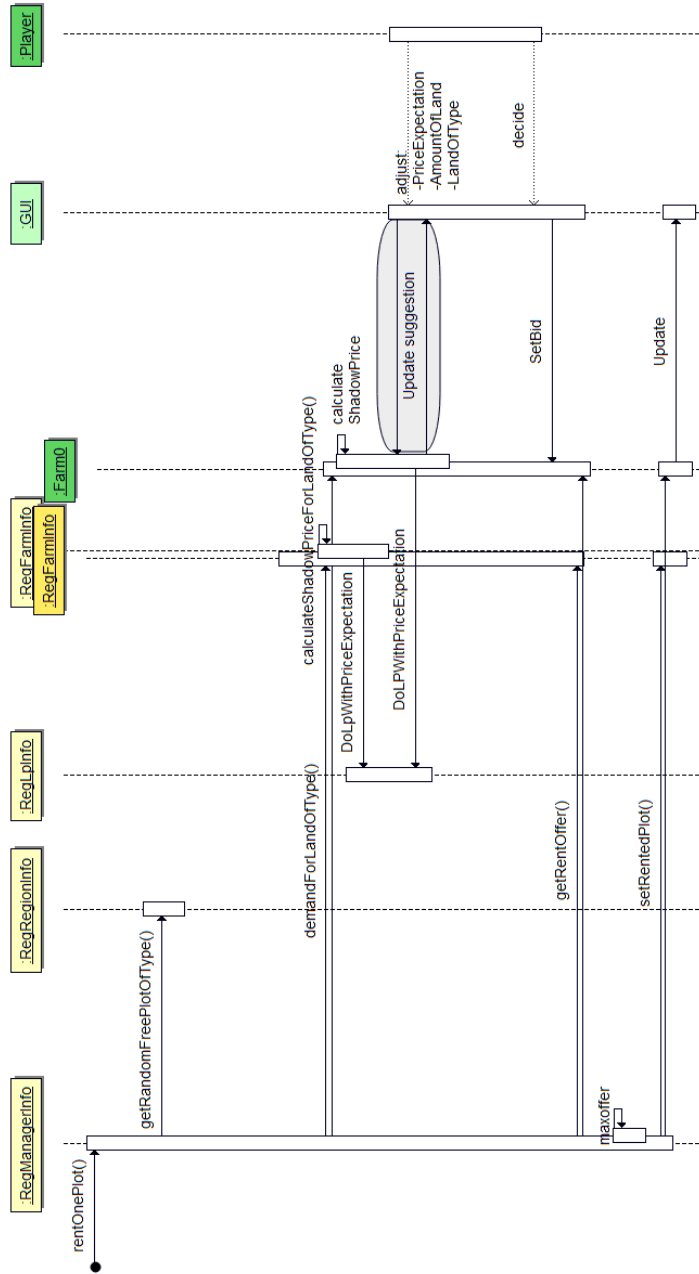 :RegManagerInfo
:RegRegionInfo
:RegLpInfo
:RegFarmInfo
:RegFarmInfo
:Farm0
:GUI
:Player
rentOnePlot()
getRandomFreePlotOfType()
demandForLandOfType()
calculateShadowPriceForLandOfType()
calculate
ShadowPrice
DoLpWithPriceExpectation
DoLPWithPriceExpectation
Update suggestion
adjust:
-PriceExpectation
-AmountOfLand
-LandOfType
decide
SetBid
getRentOffer()
maxoffer
setRentedPlot()
Update